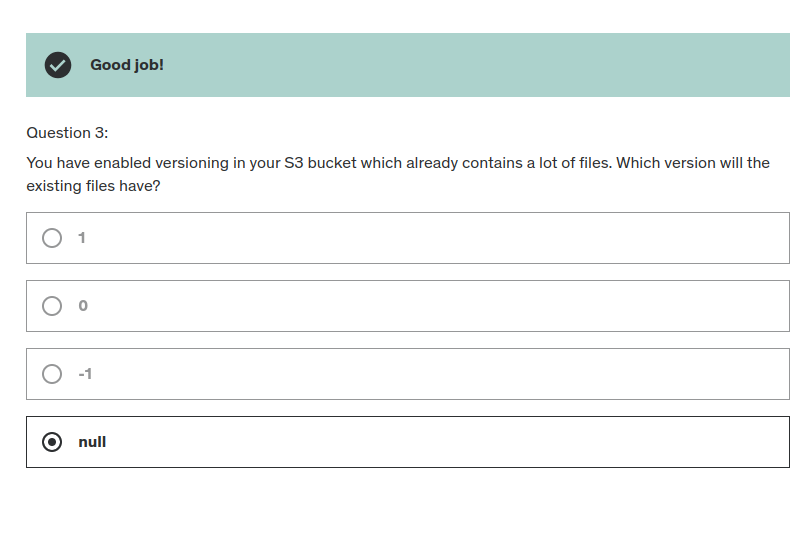 Good job!
Question 3:
You have enabled versioning in your S3 bucket which already contains a lot of files. Which version will the
existing files have?
1
0
-1
null